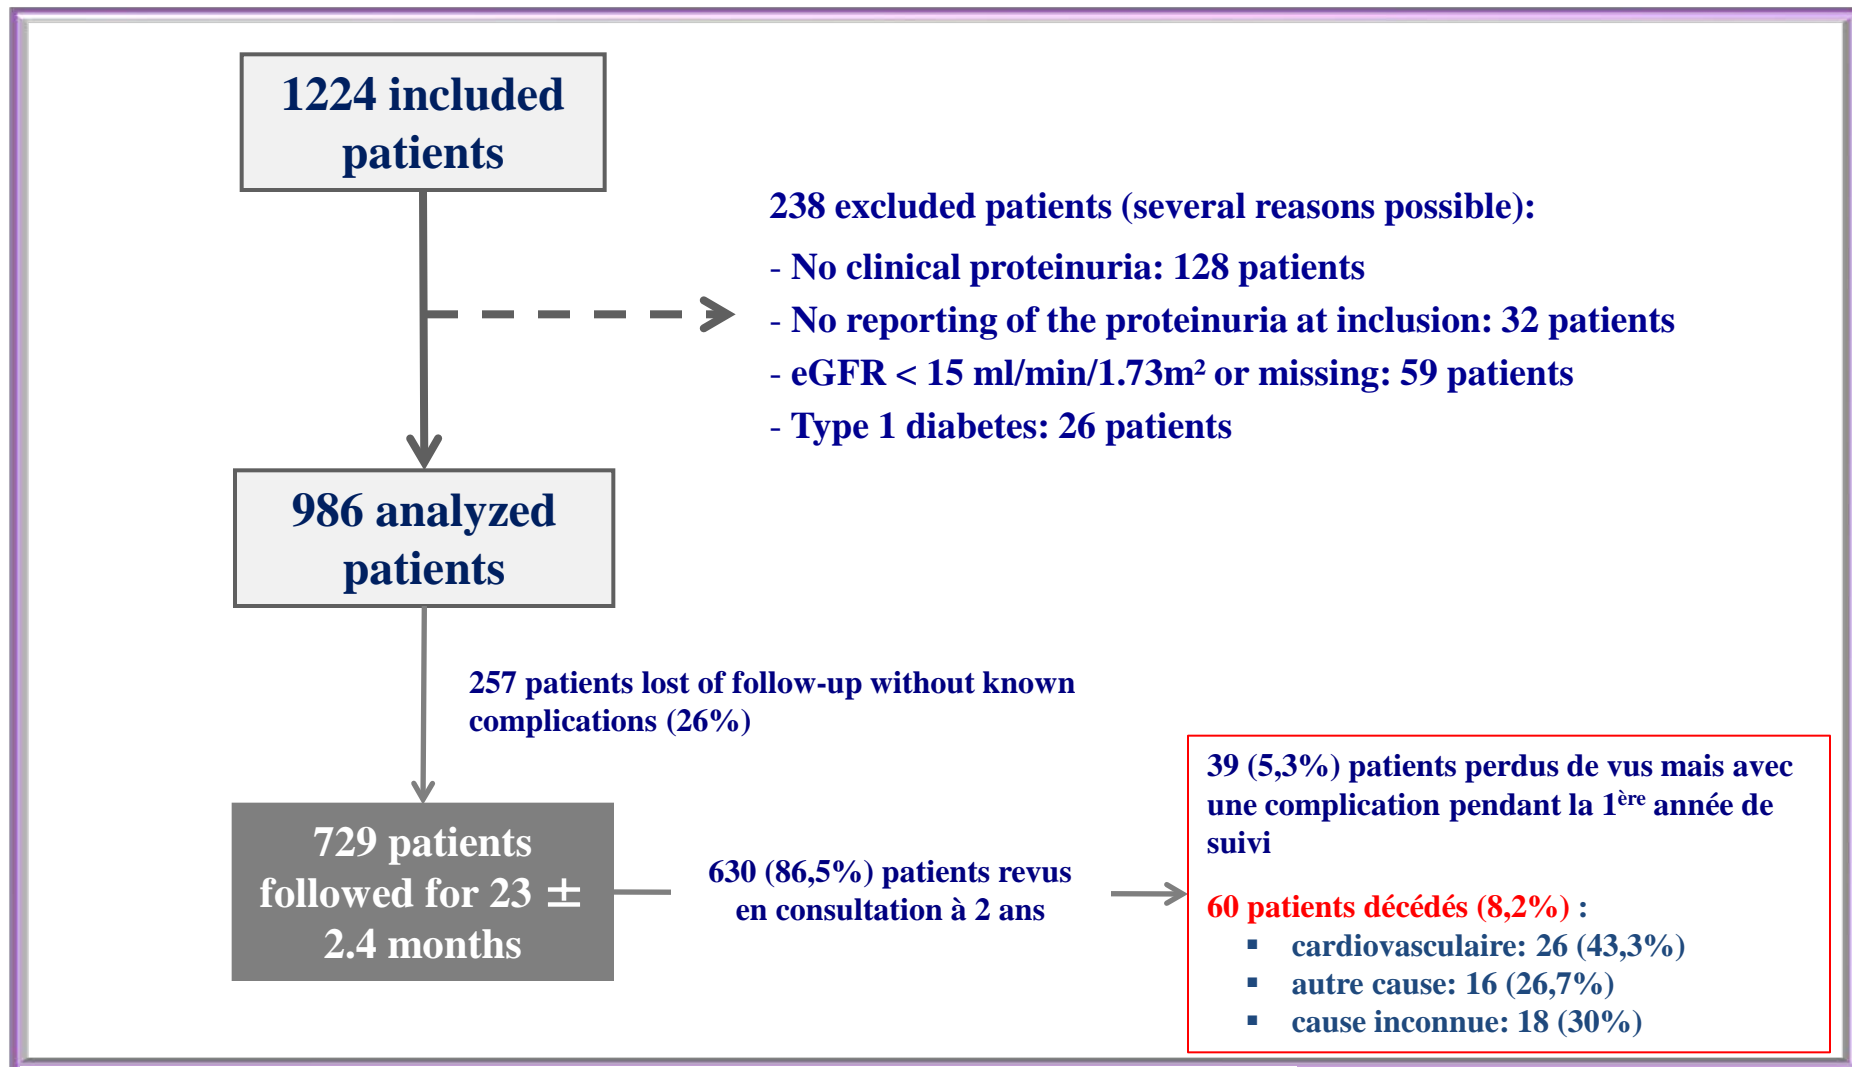 1224 included
patients
238 excluded patients (several reasons possible):
- No clinical proteinuria: 128 patients
- No reporting of the proteinuria at inclusion: 32 patients
- eGFR < 15 ml/min/1.73m² or missing: 59 patients
- Type 1 diabetes: 26 patients
986 analyzed
patients
257 patients lost of follow-up without known
complications (26%)
729 patients
followed for 23 ±
2.4 months
630 (86,5%) patients revus
en consultation à 2 ans
39 (5,3%) patients perdus de vus mais avec
une complication pendant la 1ère année de
suivi
60 patients décédés (8,2%) :
▪ cardiovasculaire: 26 (43,3%)
▪ autre cause: 16 (26,7%)
▪ cause inconnue: 18 (30%)